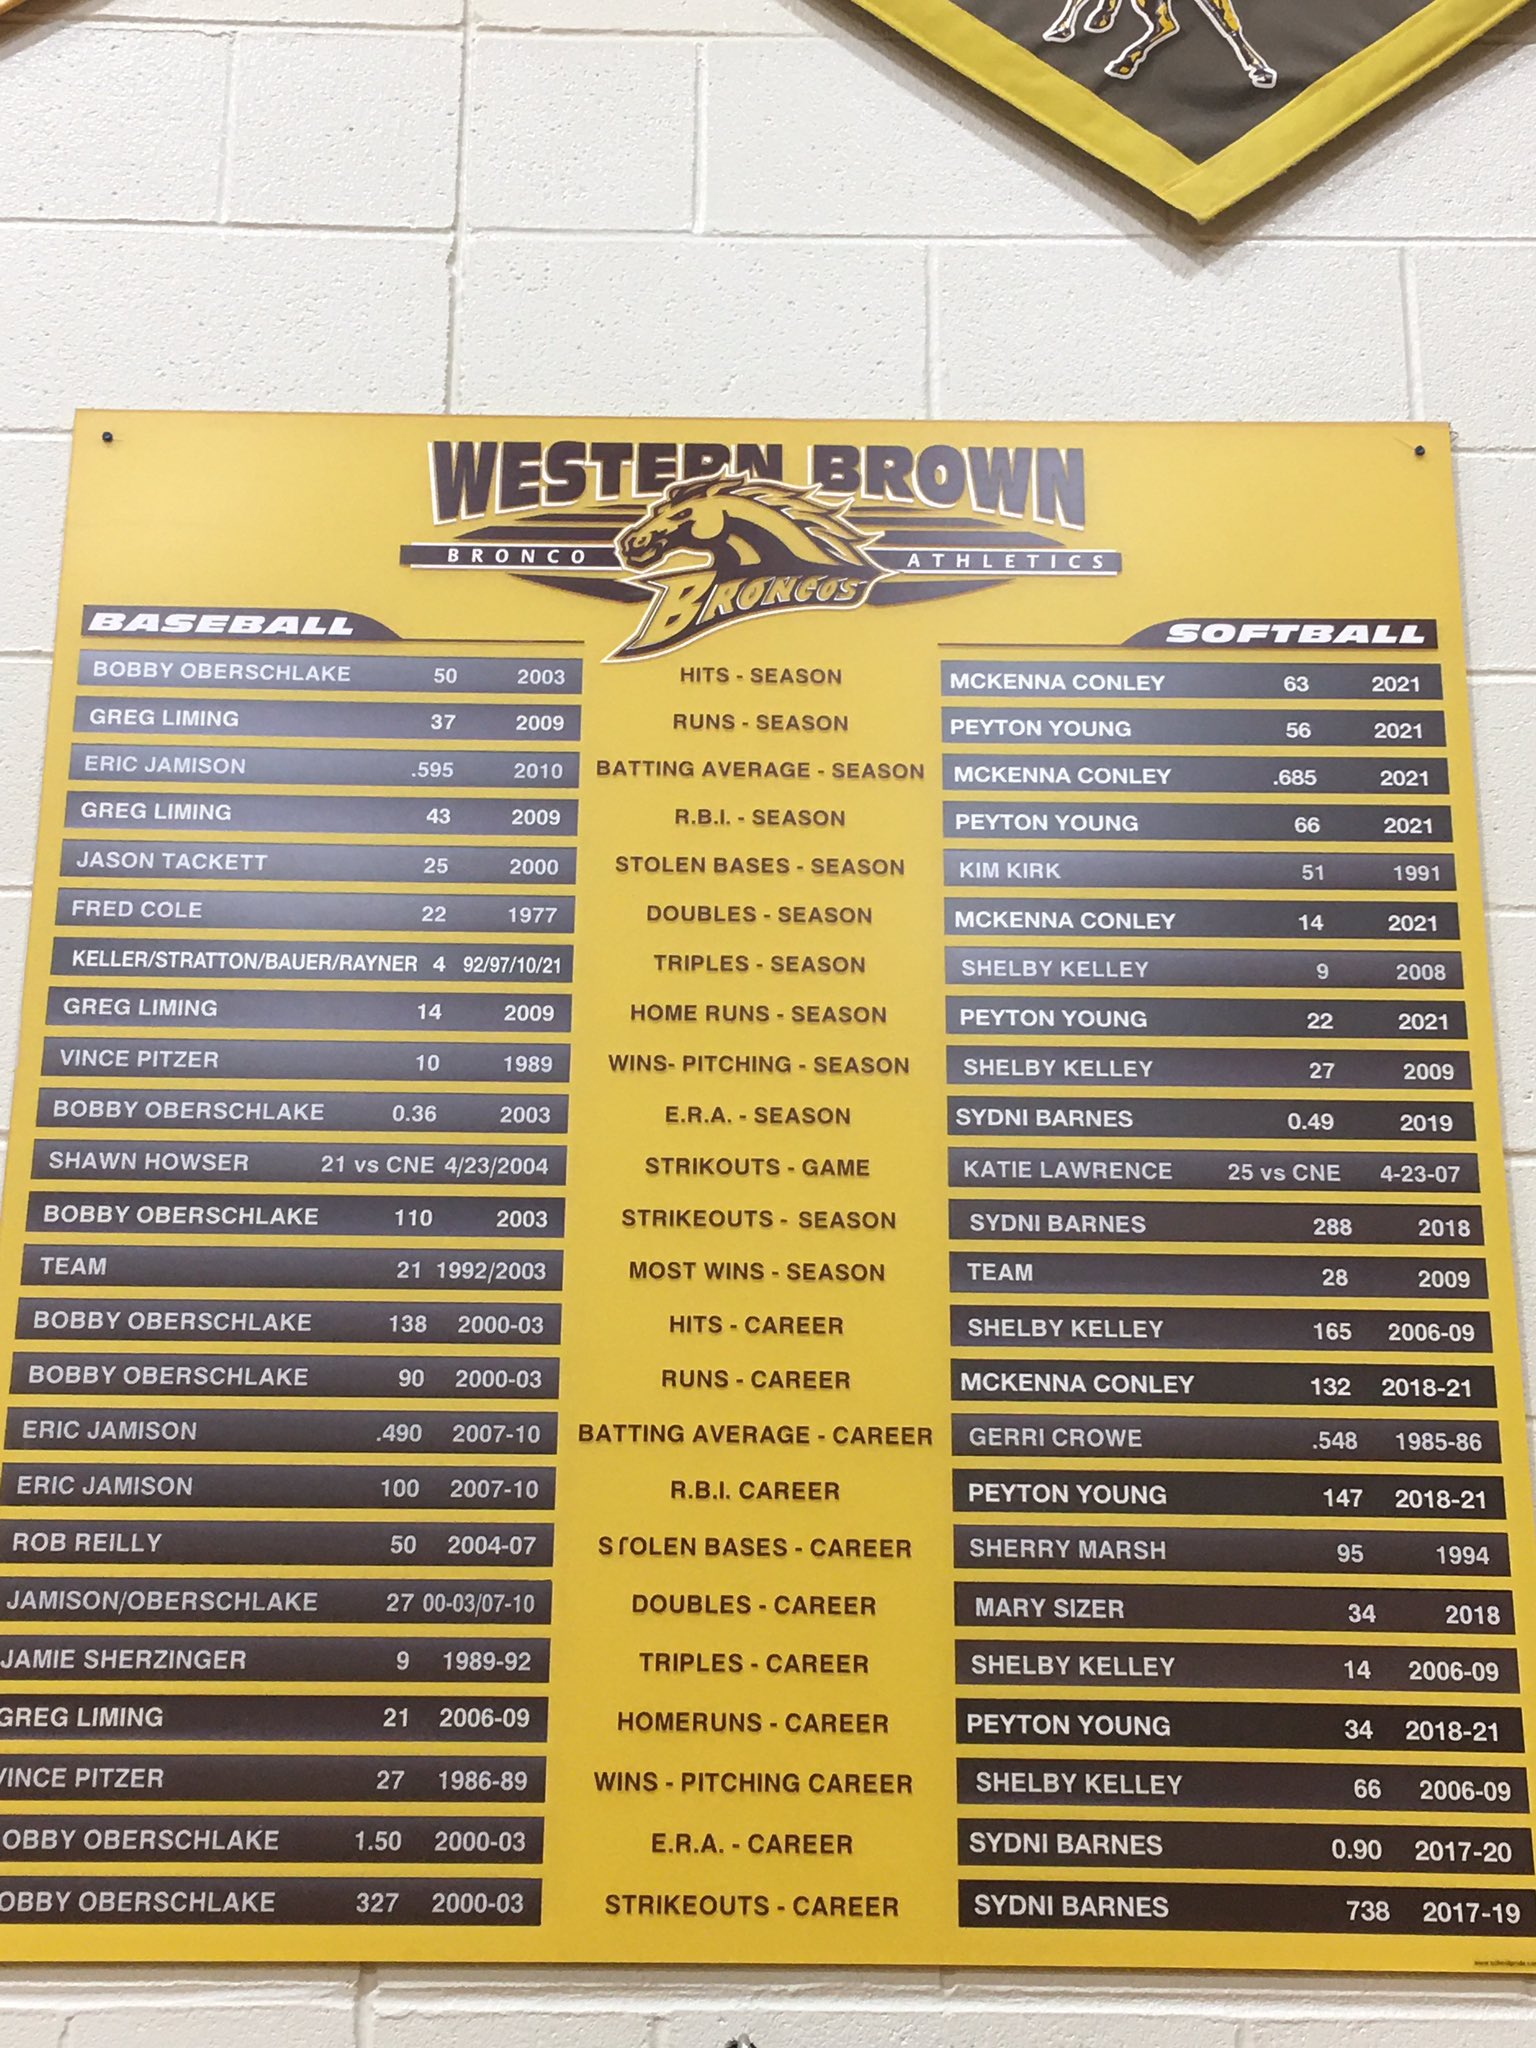 WESTERN BROWN
BRONCO ATHLETICS
BRONCOS
BASEBALL SOFTBALL
BOBBY OBERSCHLAKE 50 2003 HITS - SEASON MCKENNA CONLEY 63 2021
GREG LIMING 37 2009 RUNS - SEASON PEYTON YOUNG 56 2021
ERIC JAMISON .595 2010 BATTING AVERAGE - SEASON MCKENNA CONLEY .685 2021
GREG LIMING 43 2009 R.B.I. - SEASON PEYTON YOUNG 66 2021
JASON TACKETT 25 2000 STOLEN BASES - SEASON KIM KIRK 51 1991
FRED COLE 22 1977 DOUBLES - SEASON MCKENNA CONLEY 14 2021
KELLER/STRATTON/BAUER/RAYNER 4 92/97/10/21 TRIPLES - SEASON SHELBY KELLEY 9 2008
GREG LIMING 14 2009 HOME RUNS - SEASON PEYTON YOUNG 22 2021
VINCE PITZER 10 1989 WINS- PITCHING - SEASON SHELBY KELLEY 27 2009
BOBBY OBERSCHLAKE 0.36 2003 E.R.A. - SEASON SYDNI BARNES 0.49 2019
SHAWN HOWSER 21 vs CNE 4/23/2004 STRIKOUTS - GAME KATIE LAWRENCE 25 vs CNE 4-23-07
BOBBY OBERSCHLAKE 110 2003 STRIKEOUTS - SEASON SYDNI BARNES 288 2018
TEAM 21 1992/2003 MOST WINS - SEASON TEAM 28 2009
BOBBY OBERSCHLAKE 138 2000-03 HITS - CAREER SHELBY KELLEY 165 2006-09
BOBBY OBERSCHLAKE 90 2000-03 RUNS - CAREER MCKENNA CONLEY 132 2018-21
ERIC JAMISON .490 2007-10 BATTING AVERAGE - CAREER GERRI CROWE .548 1985-86
ERIC JAMISON 100 2007-10 R.B.I. CAREER PEYTON YOUNG 147 2018-21
ROB REILLY 50 2004-07 STOLEN BASES - CAREER SHERRY MARSH 95 1994
JAMISON/OBERSCHLAKE 27 00-03/07-10 DOUBLES - CAREER MARY SIZER 34 2018
JAMIE SHERZINGER 9 1989-92 TRIPLES - CAREER SHELBY KELLEY 14 2006-09
GREG LIMING 21 2006-09 HOMERUNS - CAREER PEYTON YOUNG 34 2018-21
VINCE PITZER 27 1986-89 WINS - PITCHING CAREER SHELBY KELLEY 66 2006-09
OBBY OBERSCHLAKE 1.50 2000-03 E.R.A. - CAREER SYDNI BARNES 0.90 2017-20
OBBY OBERSCHLAKE 327 2000-03 STRIKEOUTS - CAREER SYDNI BARNES 738 2017-19